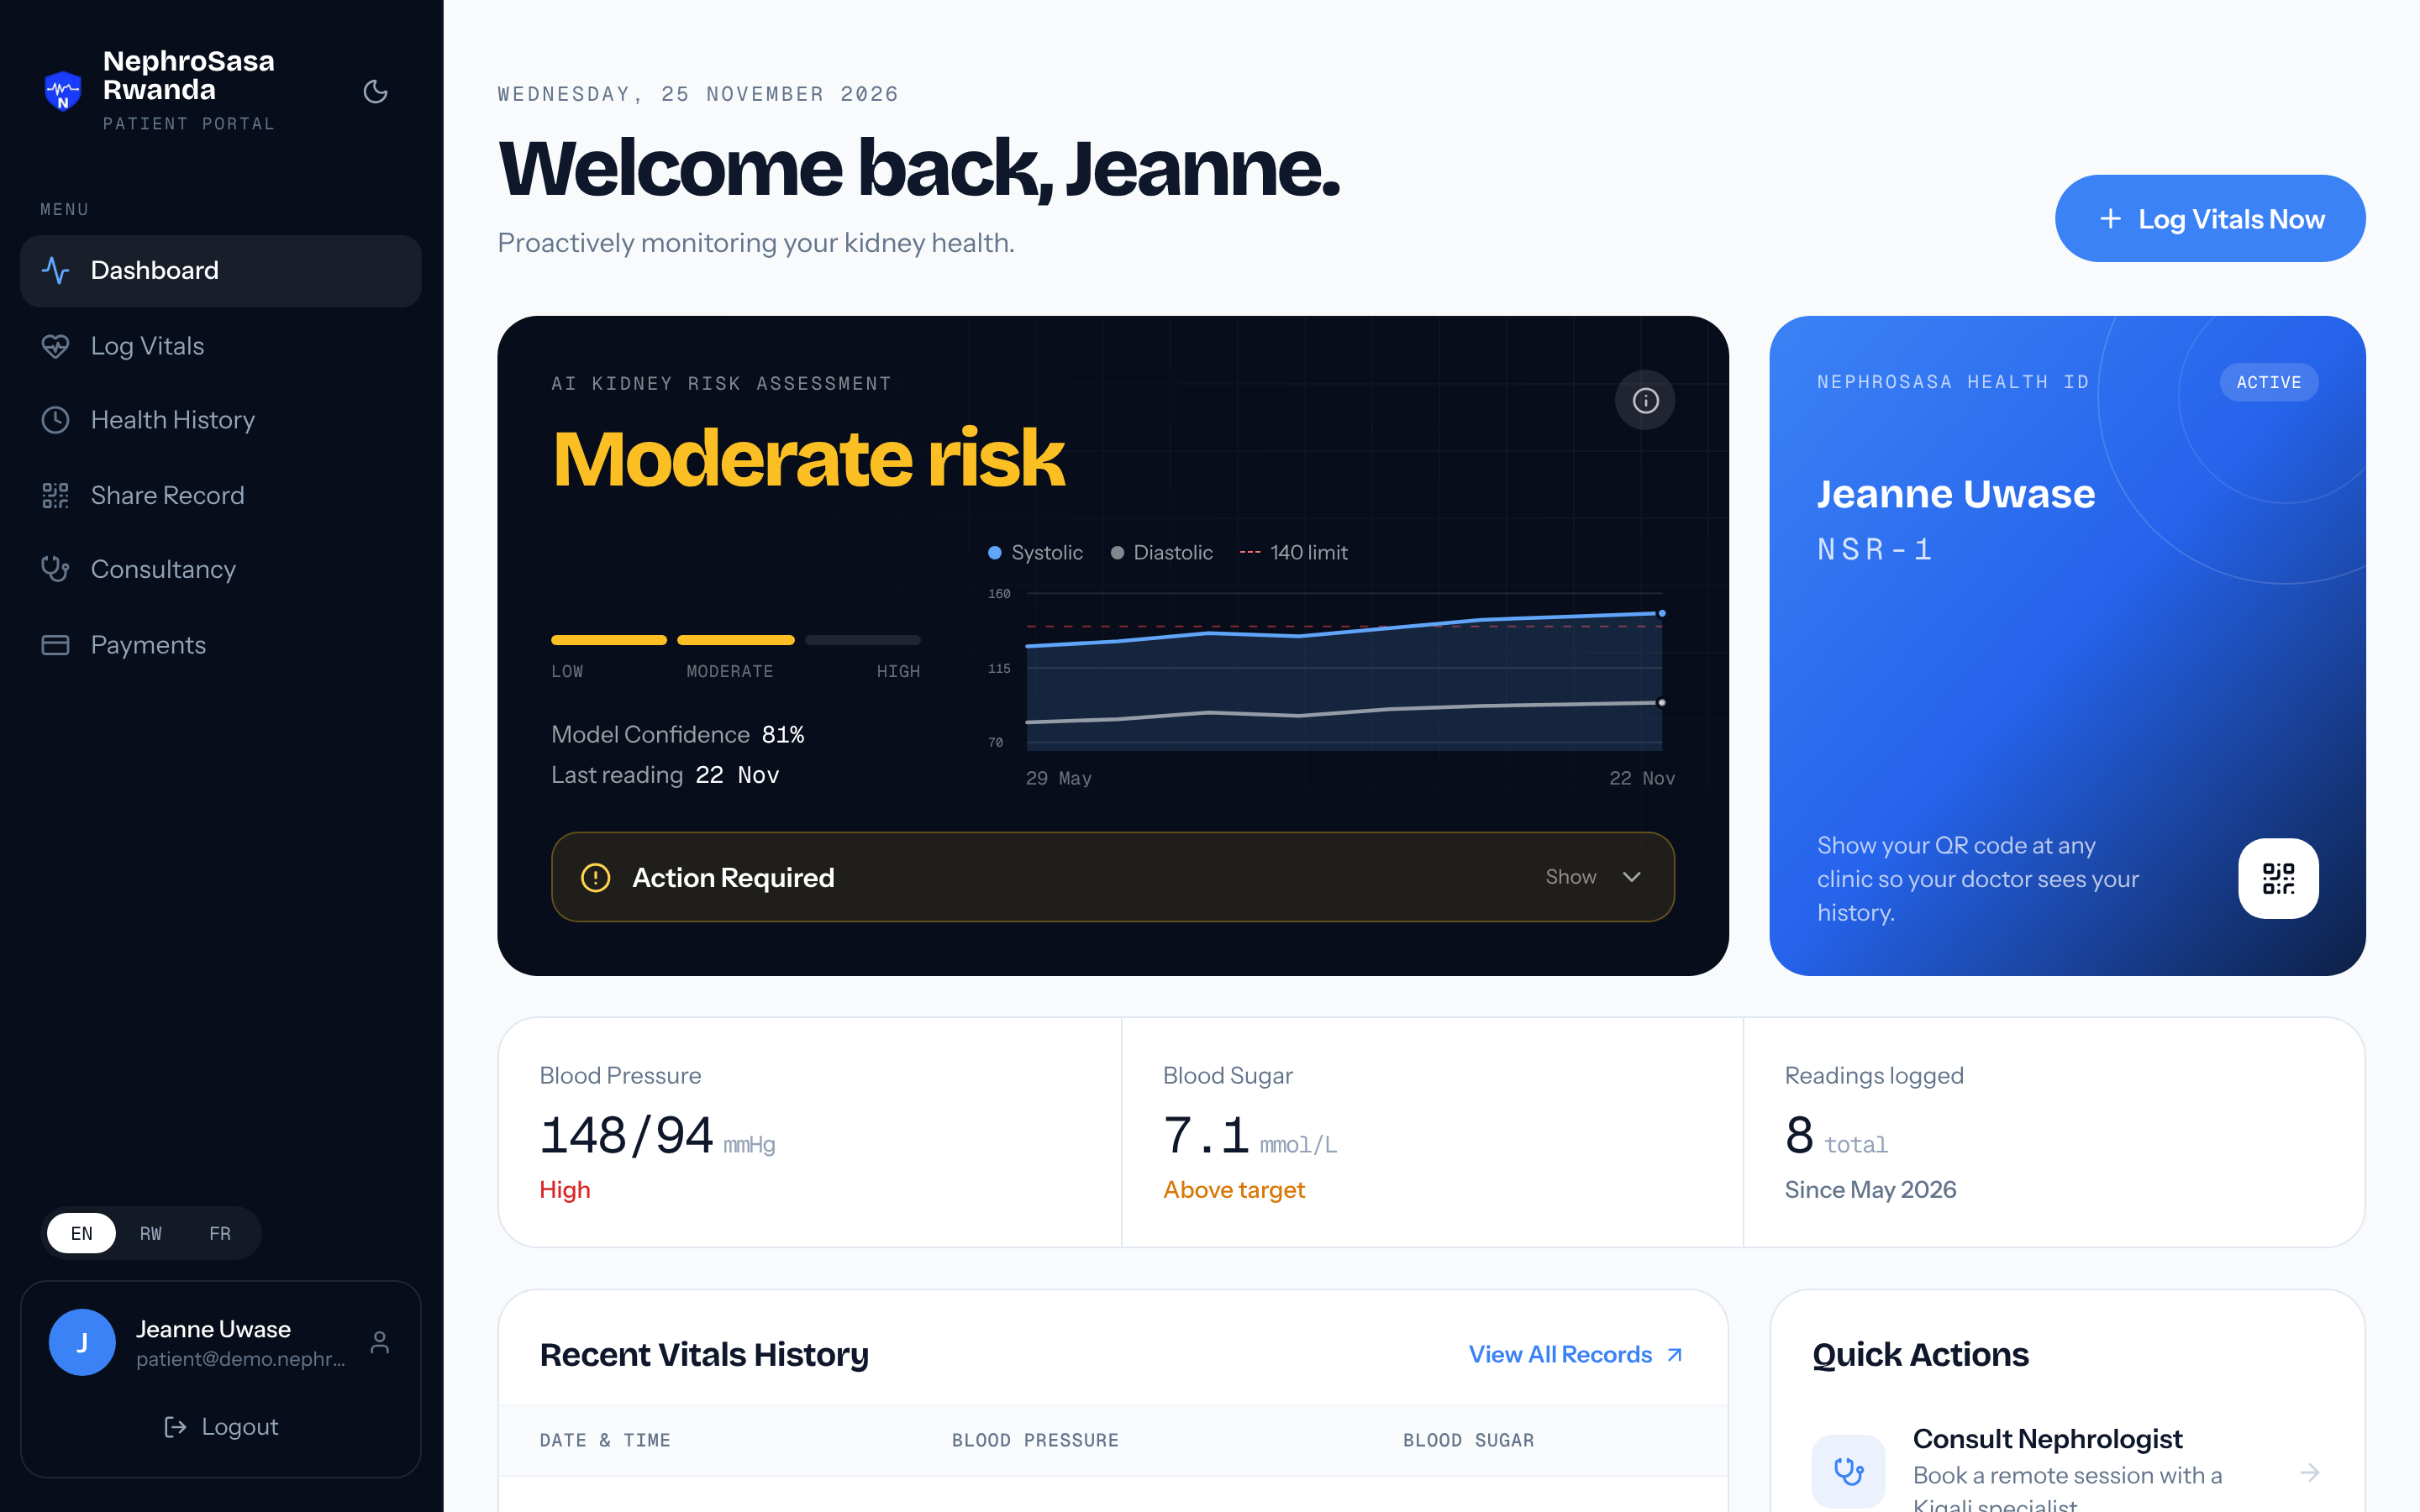 NephroSasa
Rwanda
PATIENT PORTAL
MENU
Dashboard
Log Vitals
Health History
Share Record
Consultancy
Payments
EN RW FR
J
Jeanne Uwase
patient@demo.nephr...
Logout
WEDNESDAY, 25 NOVEMBER 2026
Welcome back, Jeanne.
Proactively monitoring your kidney health.
Log Vitals Now
AI KIDNEY RISK ASSESSMENT
Moderate risk
LOW MODERATE HIGH
Model Confidence 81%
Last reading 22 Nov
Systolic Diastolic 140 limit
160
115
70
29 May 22 Nov
Action Required Show
NEPHROSASA HEALTH ID ACTIVE
Jeanne Uwase
NSR-1
Show your QR code at any
clinic so your doctor sees your
history.
Blood Pressure
148/94 mmHg
High
Blood Sugar
7.1 mmol/L
Above target
Readings logged
8 total
Since May 2026
Recent Vitals History View All Records
DATE & TIME BLOOD PRESSURE BLOOD SUGAR
Quick Actions
Consult Nephrologist
Book a remote session with a
Kigali specialist